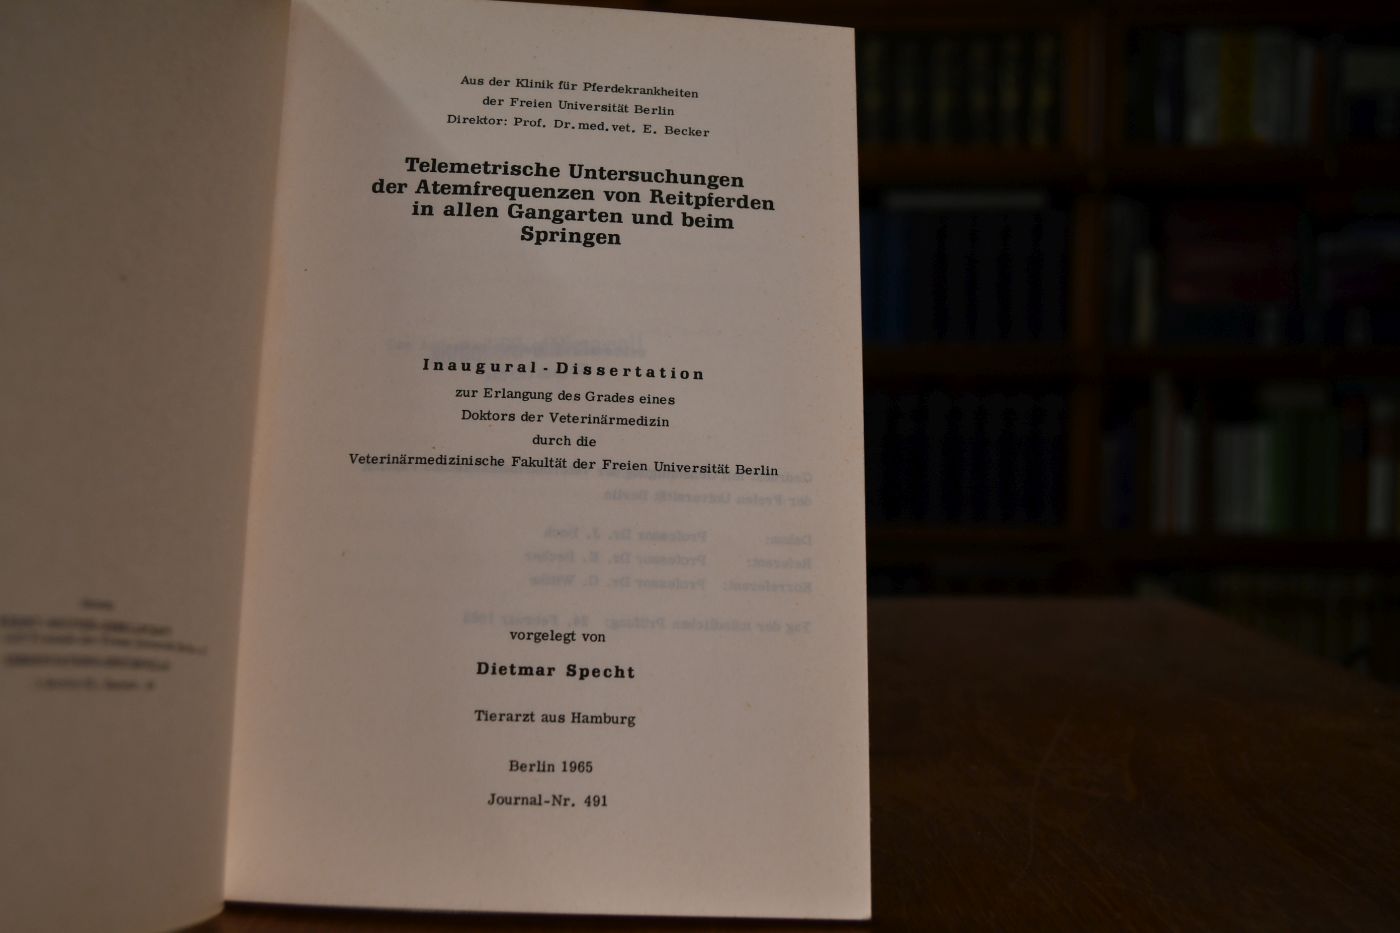 Aus der Klinik für Pferdekrankheiten
der Freien Universität Berlin
Direktor: Prof. Dr. med. vet. E. Becker
Telemetrische Untersuchungen
der Atemfrequenzen von Reitpferden
in allen Gangarten und beim
Springen
Inaugural-Dissertation
zur Erlangung des Grades eines
Doktors der Veterinärmedizin
durch die
Veterinärmedizinische Fakultät der Freien Universität Berlin
vorgelegt von
Dietmar Specht
Tierarzt aus Hamburg
Berlin 1965
Journal-Nr. 491